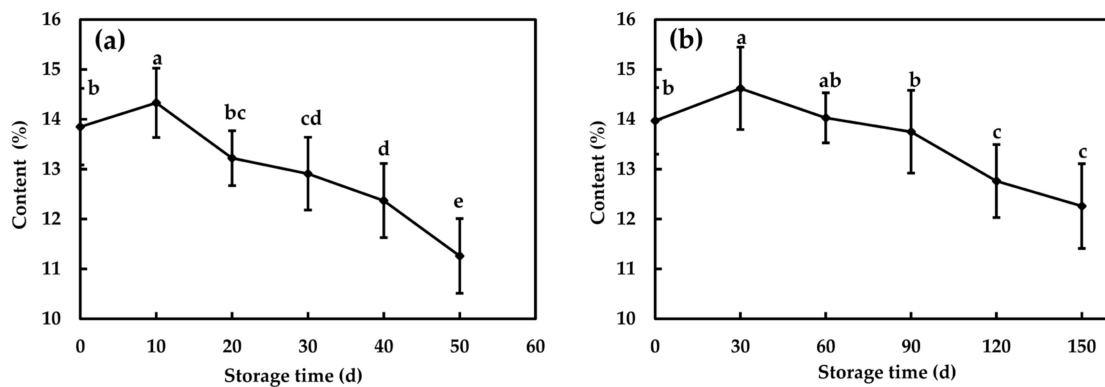 (a)
Content (%)
16
15
14
13
12
11
10
b
a
bc
cd
d
e
0 10 20 30 40 50 60
Storage time (d)
(b)
Content (%)
16
15
14
13
12
11
10
b
a
ab
b
c
c
0 30 60 90 120 150
Storage time (d)